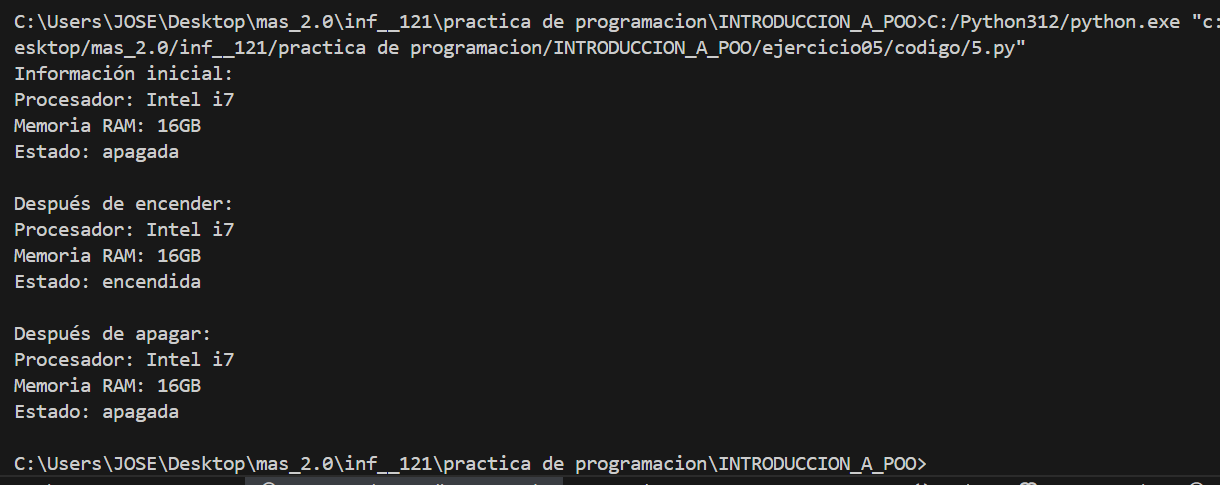 C:\Users\JOSE\Desktop\mas_2.0\inf__121\practica de programacion\INTRODUCCION_A_POO>C:/Python312/python.exe "c:
esktop/mas_2.0/inf__121/practica de programacion/INTRODUCCION_A_POO/ejercicio05/codigo/5.py"
Información inicial:
Procesador: Intel i7
Memoria RAM: 16GB
Estado: apagada
Después de encender:
Procesador: Intel i7
Memoria RAM: 16GB
Estado: encendida
Después de apagar:
Procesador: Intel i7
Memoria RAM: 16GB
Estado: apagada
C:\Users\JOSE\Desktop\mas_2.0\inf__121\practica de programacion\INTRODUCCION_A_POO>